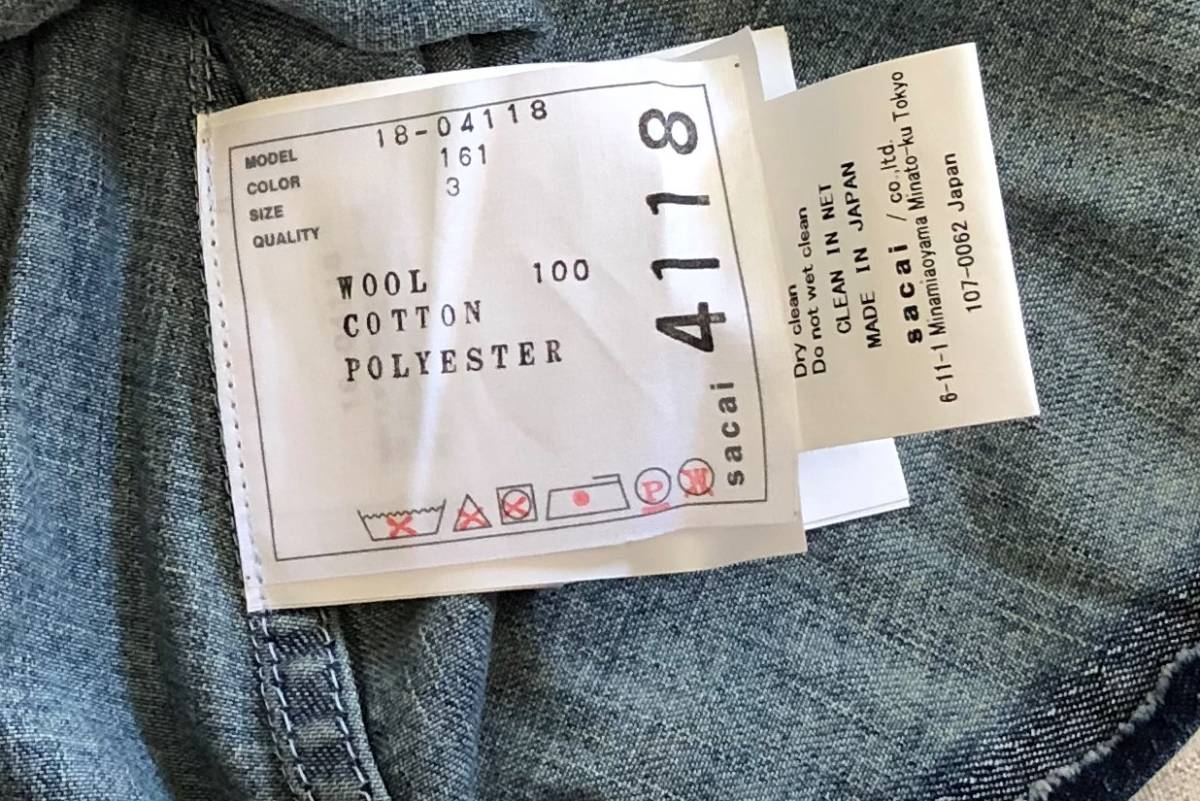 MODEL 18-04118
COLOR 161
SIZE 3
QUALITY
WOOL 100
COTTON
POLYESTER
P
W
sacai 4118
Dry clean
Do not wet clean
CLEAN IN NET
MADE IN JAPAN
sacai / co.,ltd.
6-11-1 Minamiaoyama Minato-ku Tokyo
107-0062 Japan